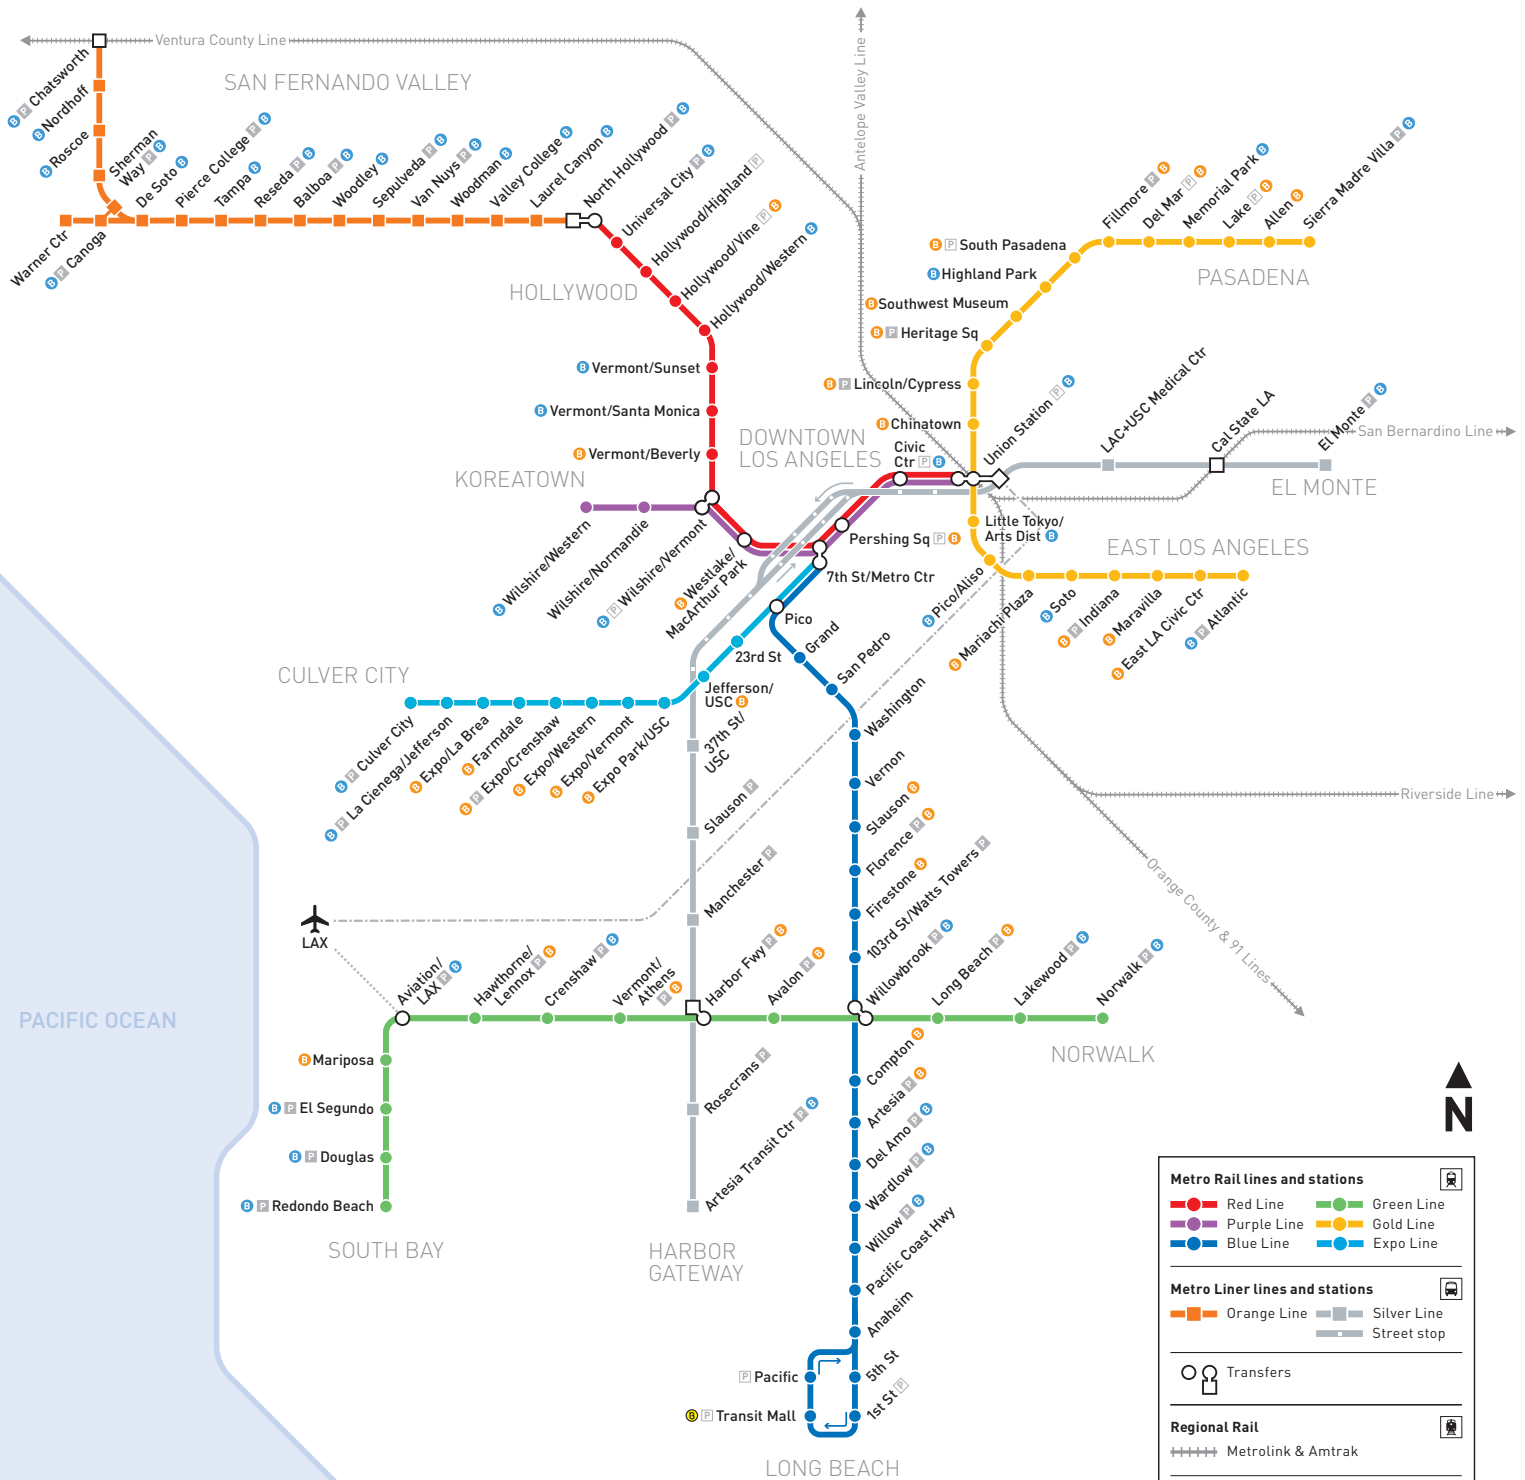 Ventura County Line
Antelope Valley Line
SAN FERNANDO VALLEY
B P Chatsworth
B Nordhoff
B Roscoe
Sherman
Way P B
De Soto B
Pierce College P B
Tampa B
Reseda P B
Balboa P B
Woodley B
Sepulveda P B
Van Nuys P B
Woodman B
Valley College B
Laurel Canyon B
North Hollywood P B
Warner Ctr
B P Canoga
Universal City P B
Hollywood/Highland P
Hollywood/Vine P B
Hollywood/Western B
HOLLYWOOD
B Vermont/Sunset
B Vermont/Santa Monica
B Vermont/Beverly
KOREATOWN
DOWNTOWN
LOS ANGELES
Civic
Ctr P B
Fillmore P B
Del Mar P B
Memorial Park B
Lake P B
Allen B
Sierra Madre Villa P B
B P South Pasadena
B Highland Park
B Southwest Museum
B P Heritage Sq
B P Lincoln/Cypress
B Chinatown
PASADENA
Union Station P B
LAC+USC Medical Ctr
Cal State LA
El Monte P B
San Bernardino Line
EL MONTE
Little Tokyo/
Arts Dist B
EAST LOS ANGELES
B Wilshire/Western
Wilshire/Normandie
B P Wilshire/Vermont
B Westlake/
MacArthur Park
Pershing Sq P B
7th St/Metro Ctr
B Pico/Aliso
B Mariachi Plaza
B Soto
B P Indiana
B Maravilla
B East LA Civic Ctr
B P Atlantic
Pico
Grand
San Pedro
Washington
23rd St
Jefferson/
USC B
CULVER CITY
B P Culver City
B P La Cienega/Jefferson
B Expo/La Brea
B Farmdale
B P Expo/Crenshaw
B Expo/Western
B Expo/Vermont
B Expo Park/USC
37th St/
USC
Slauson P
Manchester P
Vernon
Slauson B
Florence P B
Firestone B
103rd St/Watts Towers P
Riverside Line
Orange County & 91 Lines
LAX
Aviation/
LAX P B
Hawthorne/
Lennox P B
Crenshaw P B
Vermont/
Athens
P B
Harbor Fwy P B
Avalon P B
Willowbrook P B
Long Beach P B
Lakewood P B
Norwalk P B
PACIFIC OCEAN
NORWALK
B Mariposa
B P El Segundo
B P Douglas
B P Redondo Beach
SOUTH BAY
Rosecrans P
Artesia Transit Ctr P B
HARBOR
GATEWAY
Compton B
Artesia P B
Del Amo P B
Wardlow P B
Willow P B
Pacific Coast Hwy
Anaheim
5th St
1st St P
P Pacific
B P Transit Mall
LONG BEACH
N
Metro Rail lines and stations
Red Line Green Line
Purple Line Gold Line
Blue Line Expo Line
Metro Liner lines and stations
Orange Line Silver Line
Street stop
Transfers
Regional Rail
Metrolink & Amtrak